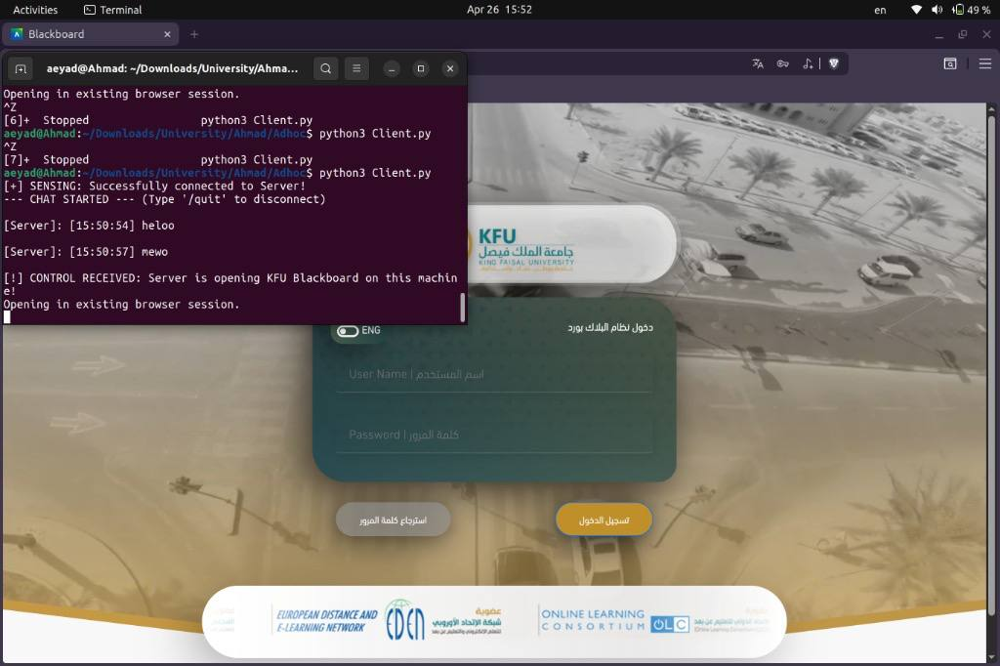 Activities
Terminal
Apr 26 15:52
en
49 %
Blackboard
aeyad@Ahmad: ~/Downloads/University/Ahma...
Opening in existing browser session.
^Z
[6]+ Stopped python3 Client.py
aeyad@Ahmad:~/Downloads/University/Ahmad/Adhoc$ python3 Client.py
^Z
[7]+ Stopped python3 Client.py
aeyad@Ahmad:~/Downloads/University/Ahmad/Adhoc$ python3 Client.py
[+] SENSING: Successfully connected to Server!
--- CHAT STARTED --- (Type '/quit' to disconnect)
[Server]: [15:50:54] heloo
[Server]: [15:50:57] mewo
[!] CONTROL RECEIVED: Server is opening KFU Blackboard on this machin
e!
Opening in existing browser session.
KFU
جامعة الملك فيصل
KING FAISAL UNIVERSITY
ENG
دخول نظام البلاك بورد
User Name | اسم المستخدم
Password | كلمة المرور
استرجاع كلمة المرور
تسجيل الدخول
EUROPEAN DISTANCE AND
E-LEARNING NETWORK
EDEN
عضوية
شبكة الإتحاد الأوروبي
للتعليم الإلكتروني والتعليم عن بعد
ONLINE LEARNING
CONSORTIUM
OLC